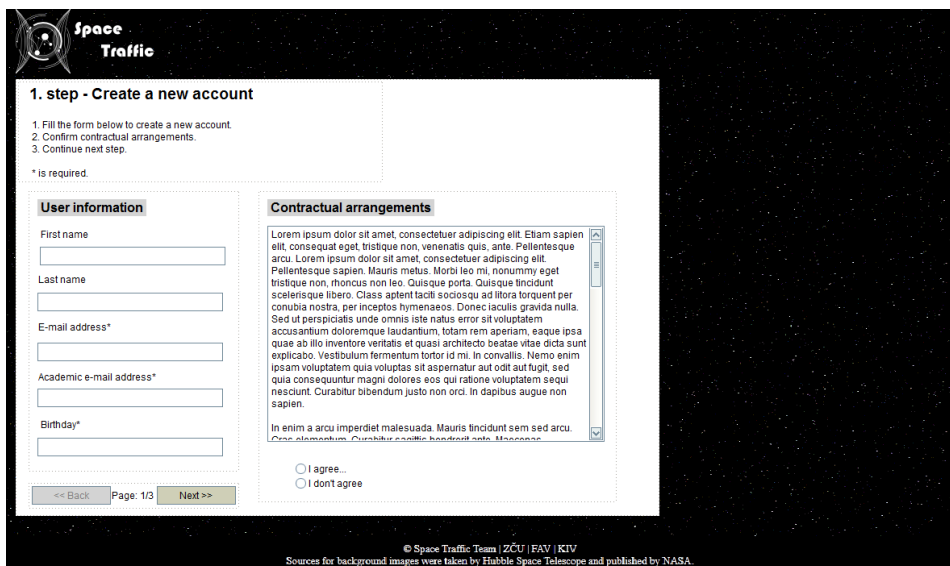 Space
Traffic
1. step - Create a new account
1. Fill the form below to create a new account.
2. Confirm contractual arrangements.
3. Continue next step.
* is required.
User information
First name
Last name
E-mail address*
Academic e-mail address*
Birthday*
<< Back
Page: 1/3
Next >>
Contractual arrangements
Lorem ipsum dolor sit amet, consectetuer adipiscing elit. Etiam sapien
elit, consequat eget, tristique non, venenatis quis, ante. Pellentesque
arcu. Lorem ipsum dolor sit amet, consectetuer adipiscing elit.
Pellentesque sapien. Mauris metus. Morbi leo mi, nonummy eget
tristique non, rhoncus non leo. Quisque porta. Quisque tincidunt
scelerisque libero. Class aptent taciti sociosqu ad litora torquent per
conubia nostra, per inceptos hymenaeos. Donec iaculis gravida nulla.
Sed ut perspiciatis unde omnis iste natus error sit voluptatem
accusantium doloremque laudantium, totam rem aperiam, eaque ipsa
quae ab illo inventore veritatis et quasi architecto beatae vitae dicta sunt
explicabo. Vestibulum fermentum tortor id mi. In convallis. Nemo enim
ipsam voluptatem quia voluptas sit aspernatur aut odit aut fugit, sed
quia consequuntur magni dolores eos qui ratione voluptatem sequi
nesciunt. Curabitur bibendum justo non orci. In dapibus augue non
sapien.
In enim a arcu imperdiet malesuada. Mauris tincidunt sem sed arcu.
Cras elementum. Curabitur sagittis hendrerit ante. Maecenas
I agree...
I don't agree
© Space Traffic Team | ZČU | FAV | KIV
Sources for background images were taken by Hubble Space Telescope and published by NASA.